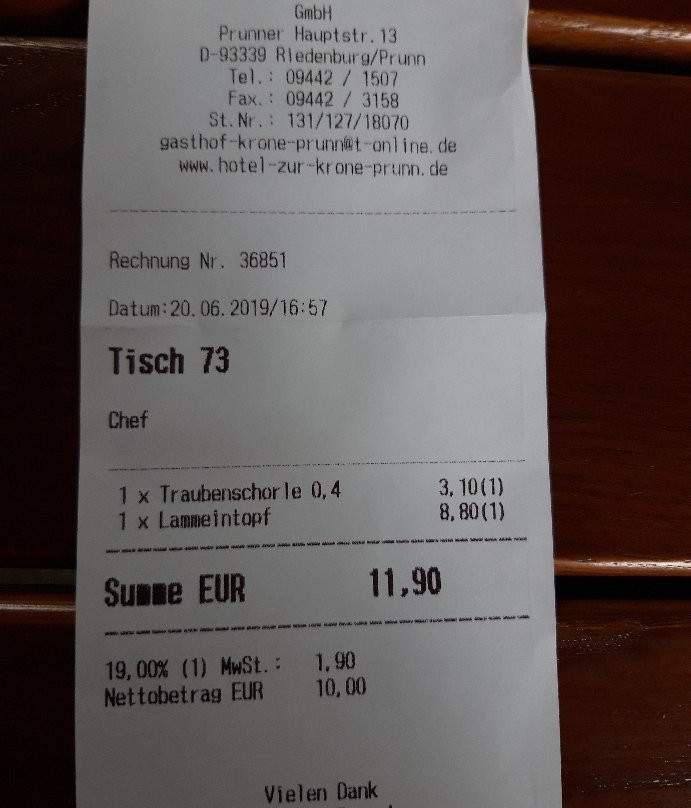 GmbH
Prunner Hauptstr.13
D-93339 Riedenburg/Prunn
Tel.: 09442 / 1507
Fax.: 09442 / 3158
St.Nr.: 131/127/18070
gasthof-krone-prunn@t-online.de
www.hotel-zur-krone-prunn.de
Rechnung Nr. 36851
Datum:20.06.2019/16:57
Tisch 73
Chef
1 x Traubenschorle 0,4 3,10(1)
1 x Lammeintopf 8,80(1)
Summe EUR 11,90
19,00% (1) MwSt.: 1,90
Nettobetrag EUR 10,00
Vielen Dank